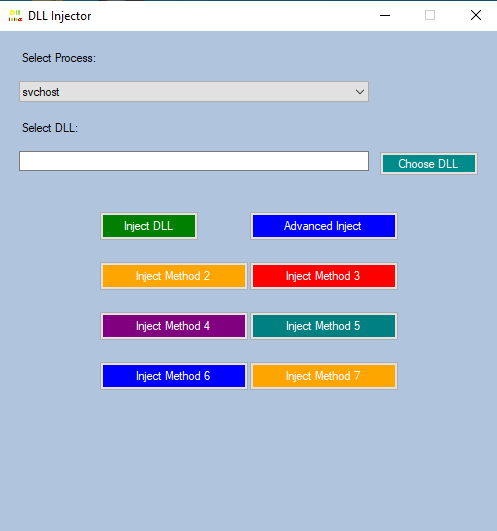 DLL Injector
Select Process:
svchost
Select DLL:
Choose DLL
Inject DLL
Advanced Inject
Inject Method 2
Inject Method 3
Inject Method 4
Inject Method 5
Inject Method 6
Inject Method 7